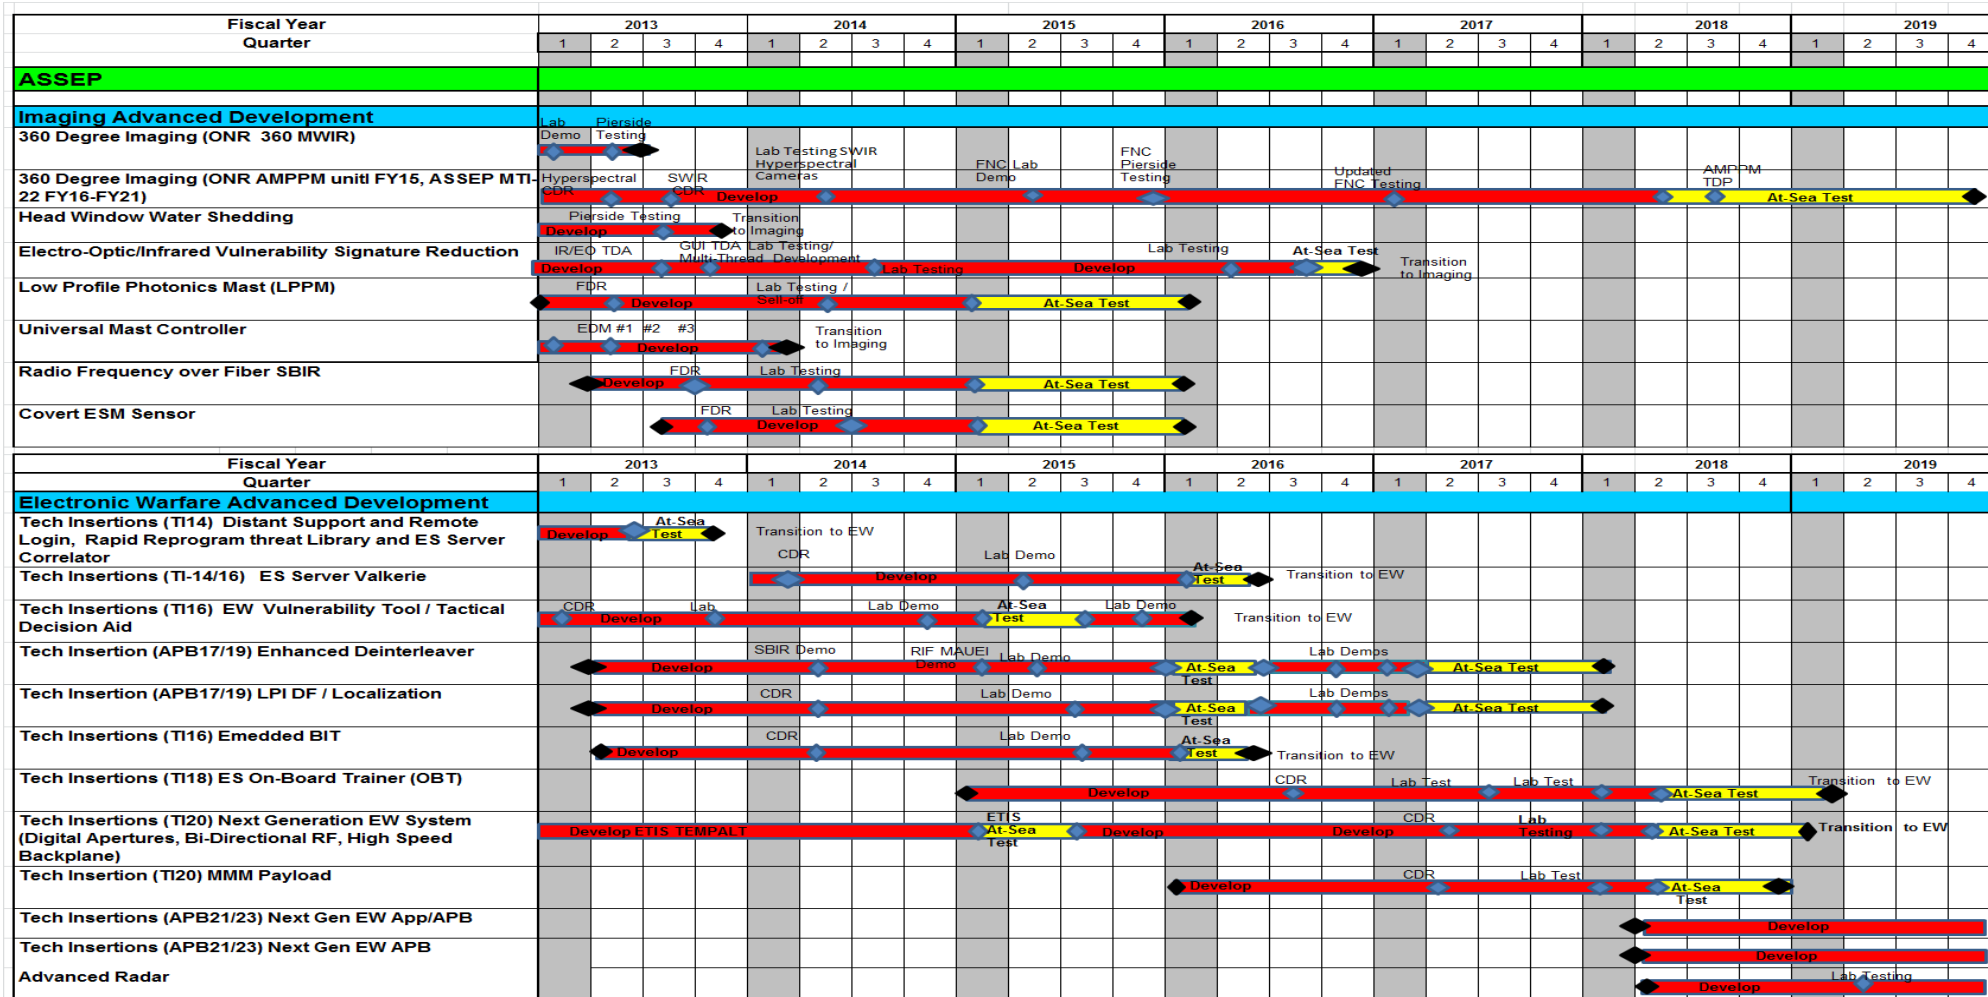 Fiscal Year 2013 2014 2015 2016 2017 2018 2019
Quarter 1 2 3 4 1 2 3 4 1 2 3 4 1 2 3 4 1 2 3 4 1 2 3 4 1 2 3 4
ASSEP
Imaging Advanced Development
360 Degree Imaging (ONR 360 MWIR)
Lab
Demo
Pierside
Testing
360 Degree Imaging (ONR AMPPM unitl FY15, ASSEP MTI-
22 FY16-FY21)
Hyperspectral
CDR
SWIR
CDR
Develop
Lab Testing SWIR
Hyperspectral
Cameras
FNC Lab
Demo
FNC
Pierside
Testing
Updated
FNC Testing
AMPPM
TDP
At-Sea Test
Head Window Water Shedding
Pierside Testing
Develop
Transition
to Imaging
Electro-Optic/Infrared Vulnerability Signature Reduction
IR/EO TDA
Develop
GUI TDA Lab Testing/
Multi-Thread Development
Lab Testing
Develop
Lab Testing
At-Sea Test
Transition
to Imaging
Low Profile Photonics Mast (LPPM)
FDR
Develop
Lab Testing /
Sell-off
At-Sea Test
Universal Mast Controller
EDM #1 #2 #3
Develop
Transition
to Imaging
Radio Frequency over Fiber SBIR
Develop
FDR
Lab Testing
At-Sea Test
Covert ESM Sensor
FDR
Lab Testing
Develop
At-Sea Test
Fiscal Year 2013 2014 2015 2016 2017 2018 2019
Quarter 1 2 3 4 1 2 3 4 1 2 3 4 1 2 3 4 1 2 3 4 1 2 3 4 1 2 3 4
Electronic Warfare Advanced Development
Tech Insertions (TI14) Distant Support and Remote
Login, Rapid Reprogram threat Library and ES Server
Correlator
Develop
At-Sea
Test
Transition to EW
Tech Insertions (TI-14/16) ES Server Valkerie
CDR
Develop
Lab Demo
At-Sea
Test
Transition to EW
Tech Insertions (TI16) EW Vulnerability Tool / Tactical
Decision Aid
CDR
Develop
Lab
Lab Demo
At-Sea
Test
Lab Demo
Transition to EW
Tech Insertion (APB17/19) Enhanced Deinterleaver
Develop
SBIR Demo
RIF MAUEI
Demo
Lab Demo
At-Sea
Test
Lab Demos
At-Sea Test
Tech Insertion (APB17/19) LPI DF / Localization
Develop
CDR
Lab Demo
At-Sea
Test
Lab Demos
At-Sea Test
Tech Insertions (TI16) Emedded BIT
Develop
CDR
Lab Demo
At-Sea
Test
Transition to EW
Tech Insertions (TI18) ES On-Board Trainer (OBT)
Develop
CDR
Lab Test
Lab Test
At-Sea Test
Transition to EW
Tech Insertions (TI20) Next Generation EW System
(Digital Apertures, Bi-Directional RF, High Speed
Backplane)
Develop ETIS TEMPALT
ETIS
At-Sea
Test
Develop
Develop
CDR
Lab
Testing
At-Sea Test
Transition to EW
Tech Insertion (TI20) MMM Payload
Develop
CDR
Lab Test
At-Sea
Test
Tech Insertions (APB21/23) Next Gen EW App/APB
Develop
Tech Insertions (APB21/23) Next Gen EW APB
Develop
Advanced Radar
Develop
Lab Testing